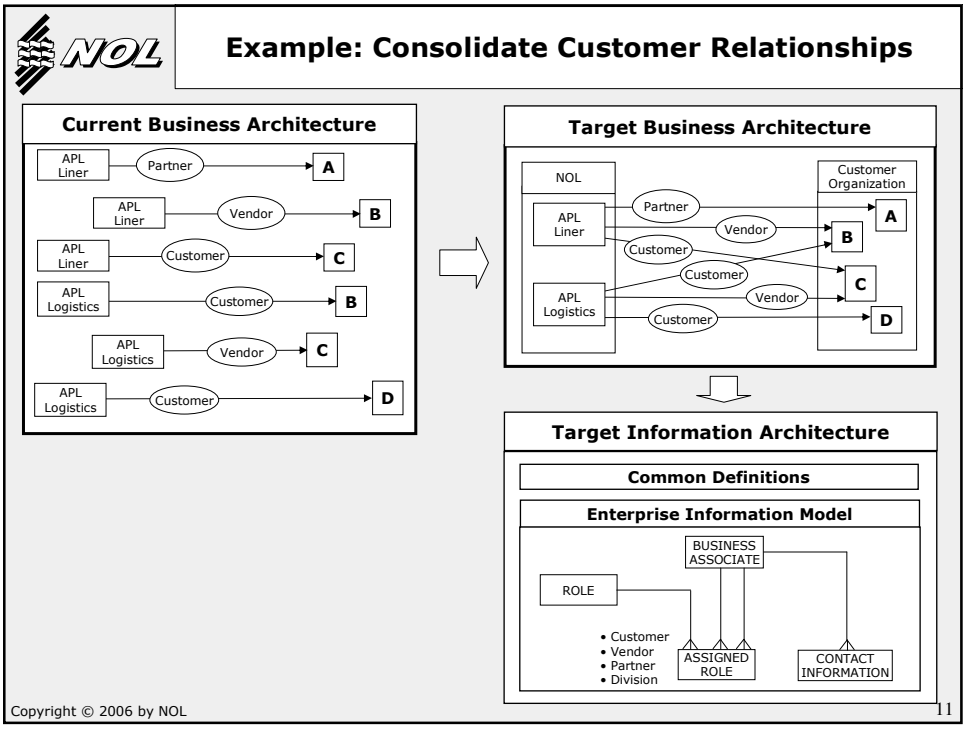 NOL
Example: Consolidate Customer Relationships
Current Business Architecture
APL
Liner
Partner
A
APL
Liner
Vendor
B
APL
Liner
Customer
C
APL
Logistics
Customer
B
APL
Logistics
Vendor
C
APL
Logistics
Customer
D
Target Business Architecture
NOL
Customer
Organization
APL
Liner
Partner
A
Vendor
B
Customer
Customer
C
APL
Logistics
Vendor
Customer
D
Target Information Architecture
Common Definitions
Enterprise Information Model
BUSINESS
ASSOCIATE
ROLE
• Customer
• Vendor
• Partner
• Division
ASSIGNED
ROLE
CONTACT
INFORMATION
Copyright © 2006 by NOL
11